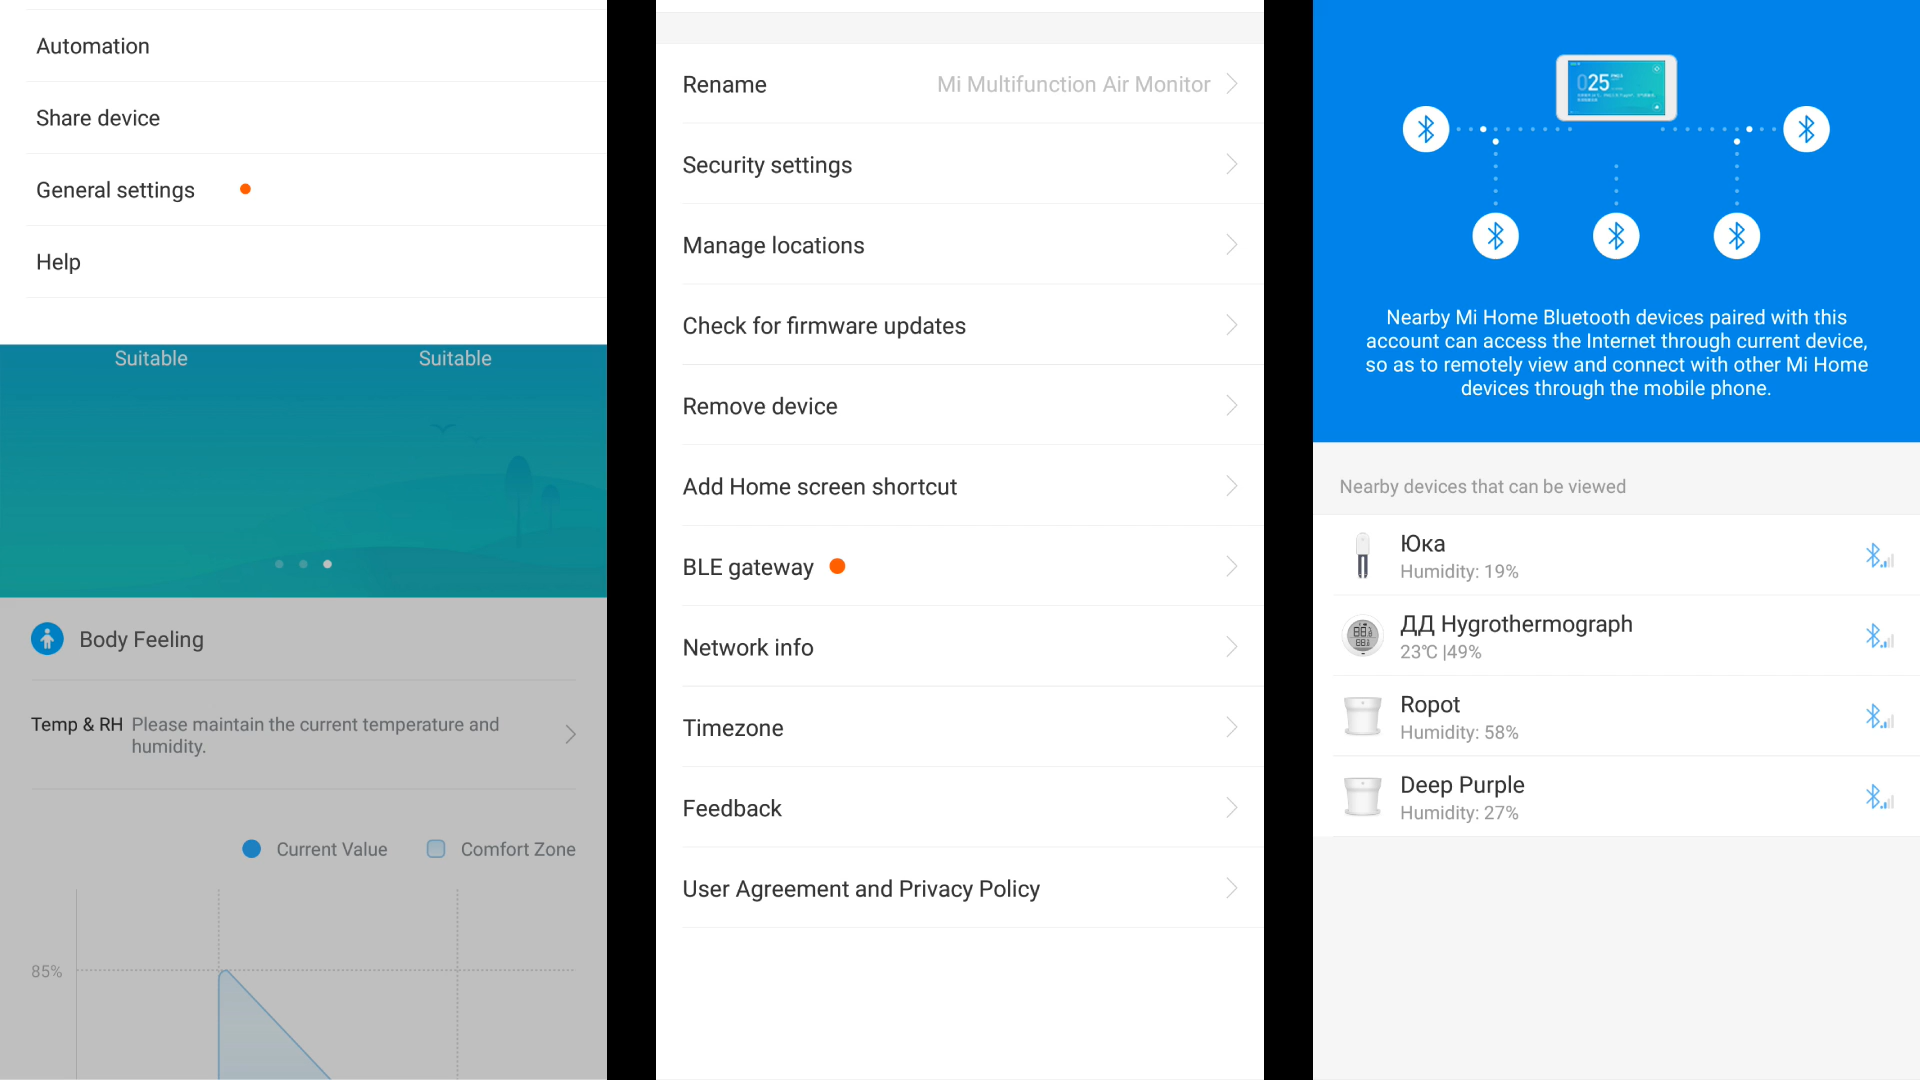 Automation
Share device
General settings
Help
Suitable
Suitable
Body Feeling
Temp & RH Please maintain the current temperature and
humidity.
Current Value
Comfort Zone
85%
Rename
Mi Multifunction Air Monitor
Security settings
Manage locations
Check for firmware updates
Remove device
Add Home screen shortcut
BLE gateway
Network info
Timezone
Feedback
User Agreement and Privacy Policy
025
Nearby Mi Home Bluetooth devices paired with this
account can access the Internet through current device,
so as to remotely view and connect with other Mi Home
devices through the mobile phone.
Nearby devices that can be viewed
Юка
Humidity: 19%
ДД Hygrothermograph
23℃ |49%
Ropot
Humidity: 58%
Deep Purple
Humidity: 27%